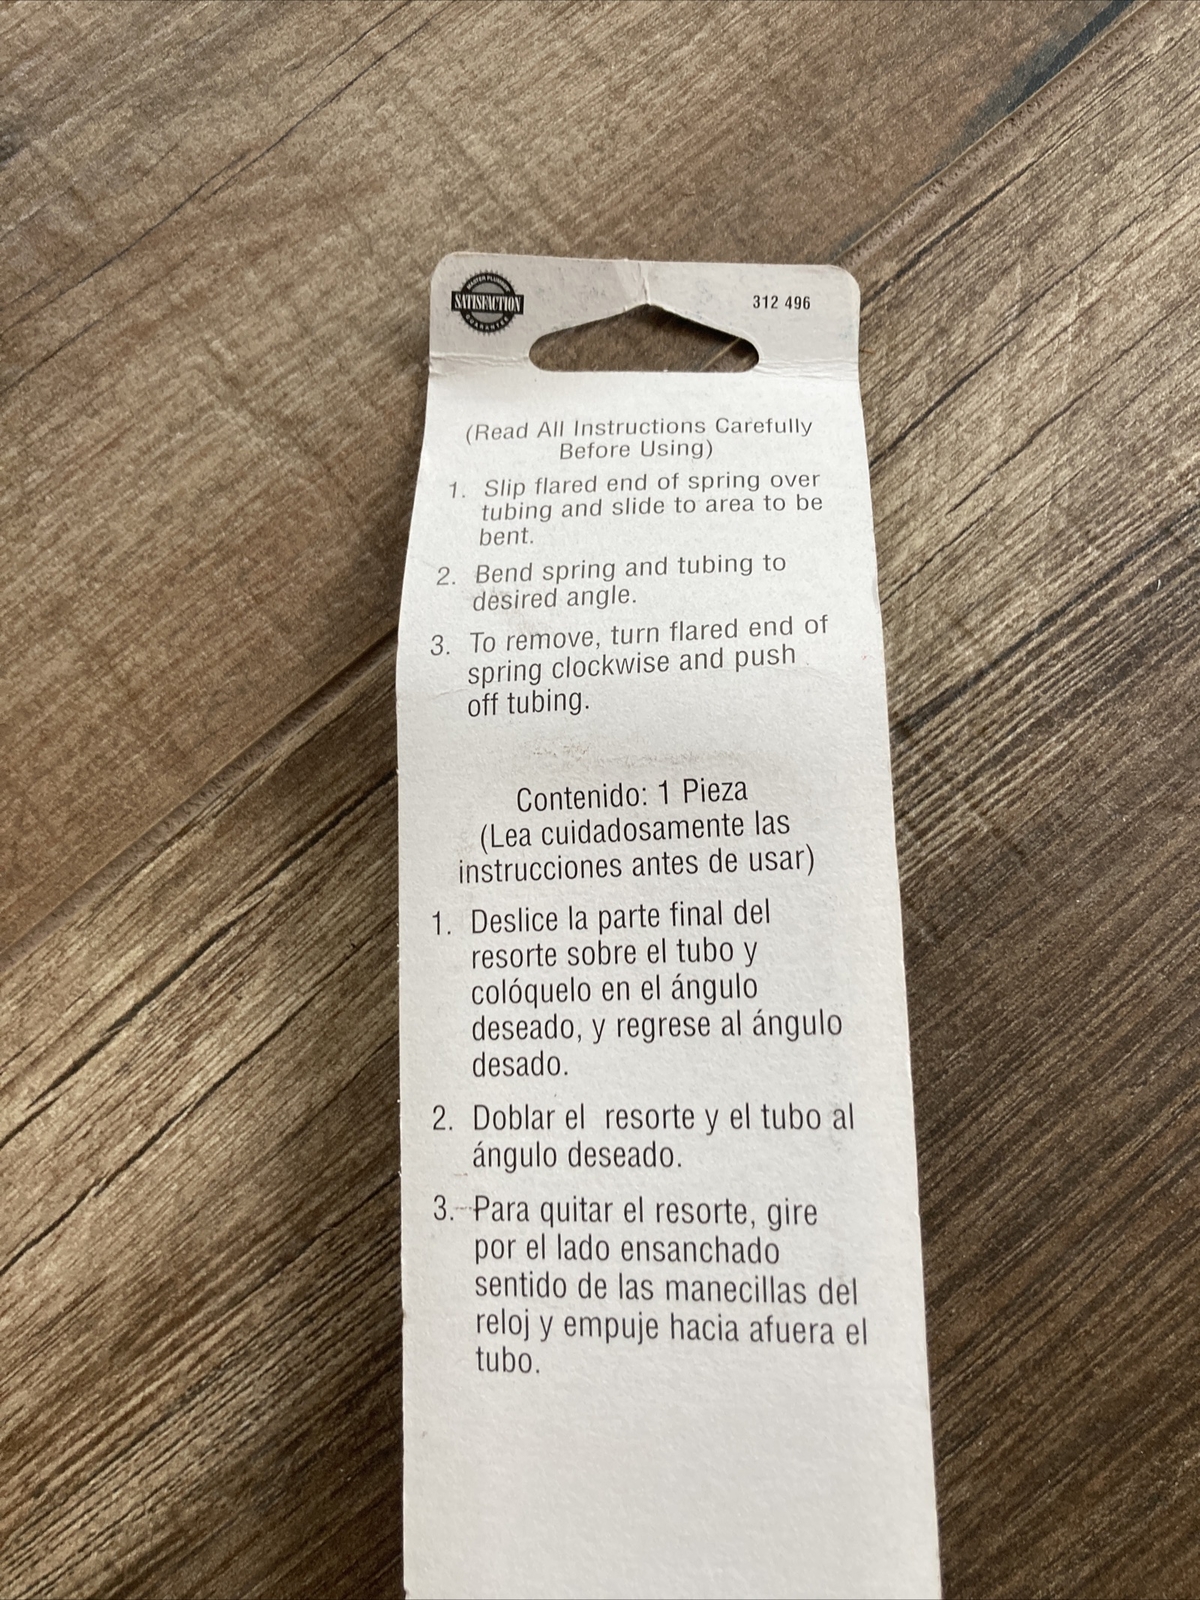 MASTER PLUMBER
SATISFACTION
GUARANTEE
312 496
(Read All Instructions Carefully
Before Using)
1. Slip flared end of spring over
tubing and slide to area to be
bent.
2. Bend spring and tubing to
desired angle.
3. To remove, turn flared end of
spring clockwise and push
off tubing.
Contenido: 1 Pieza
(Lea cuidadosamente las
instrucciones antes de usar)
1. Deslice la parte final del
resorte sobre el tubo y
colóquelo en el ángulo
deseado, y regrese al ángulo
desado.
2. Doblar el resorte y el tubo al
ángulo deseado.
3. Para quitar el resorte, gire
por el lado ensanchado
sentido de las manecillas del
reloj y empuje hacia afuera el
tubo.